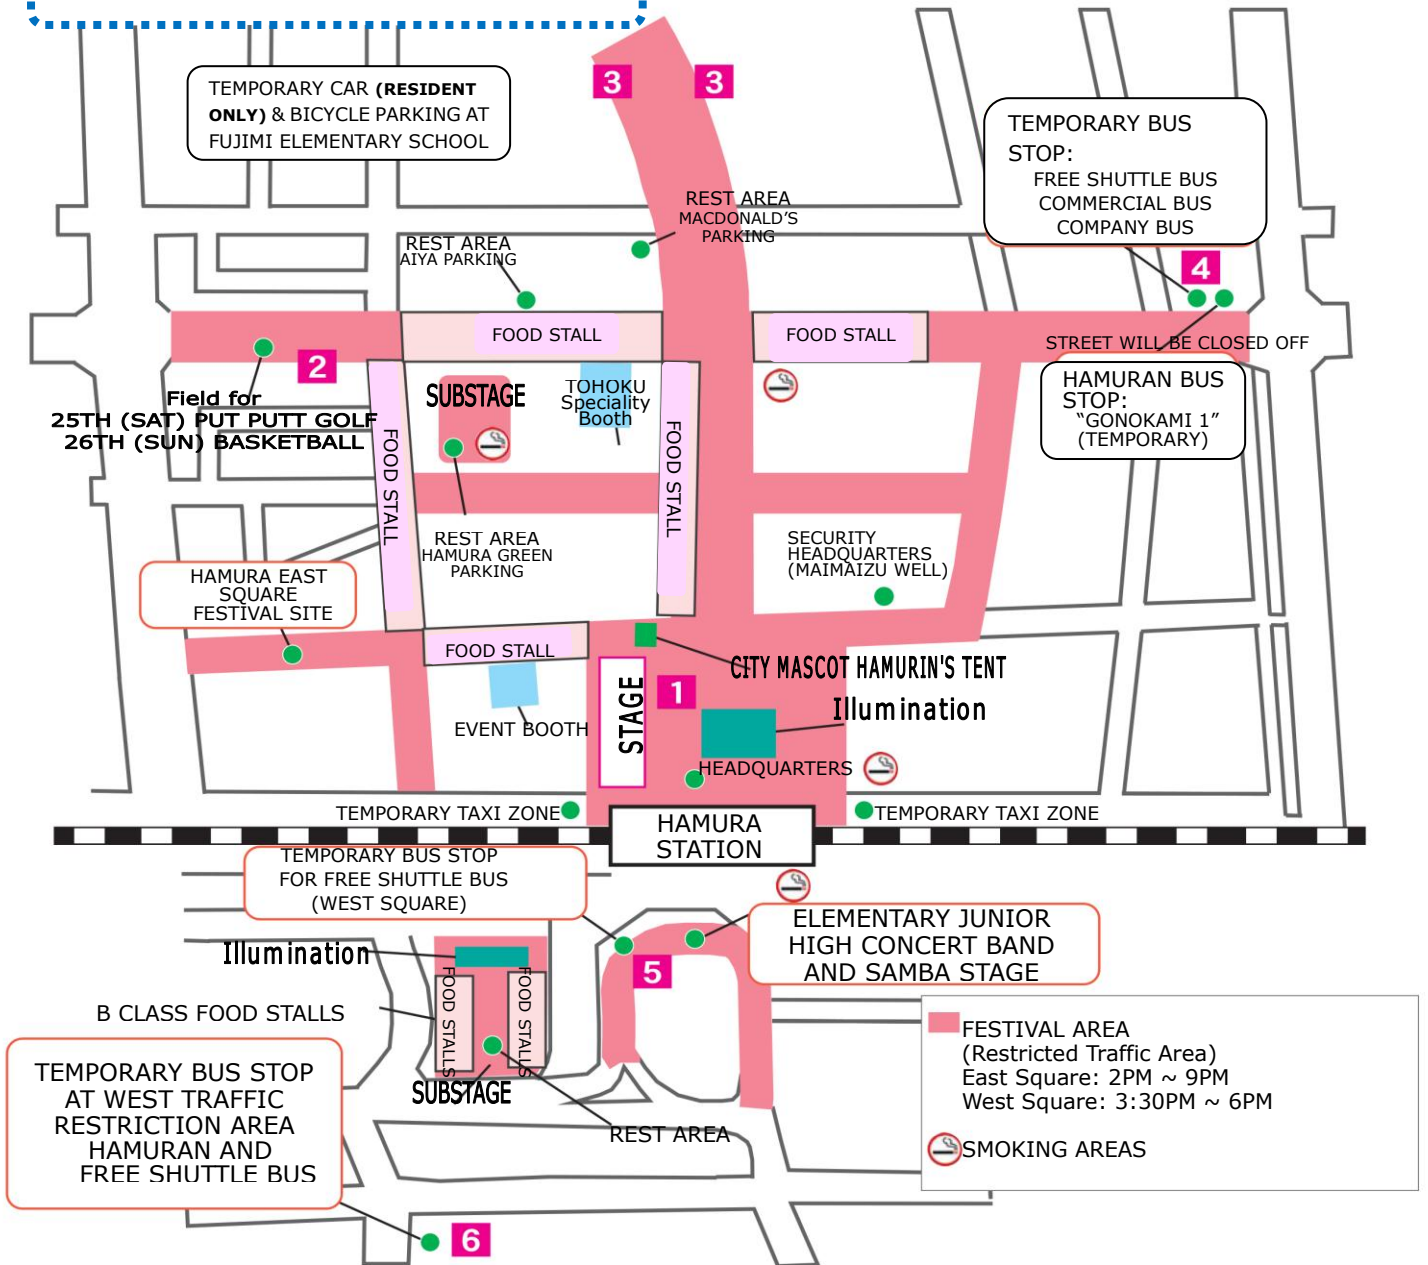 3
3
TEMPORARY CAR (RESIDENT
ONLY) & BICYCLE PARKING AT
FUJIMI ELEMENTARY SCHOOL
TEMPORARY BUS
STOP:
FREE SHUTTLE BUS
COMMERCIAL BUS
COMPANY BUS
REST AREA
MACDONALD'S
PARKING
REST AREA
AIYA PARKING
4
FOOD STALL
FOOD STALL
STREET WILL BE CLOSED OFF
2
Field for
25TH (SAT) PUT PUTT GOLF
26TH (SUN) BASKETBALL
SUBSTAGE
TOHOKU
Speciality
Booth
HAMURAN BUS
STOP:
“GONOKAMI 1”
(TEMPORARY)
FOOD STALL
FOOD STALL
REST AREA
HAMURA GREEN
PARKING
SECURITY
HEADQUARTERS
(MAIMAIZU WELL)
HAMURA EAST
SQUARE
FESTIVAL SITE
FOOD STALL
CITY MASCOT HAMURIN'S TENT
STAGE
1
Illumination
EVENT BOOTH
HEADQUARTERS
TEMPORARY TAXI ZONE
TEMPORARY TAXI ZONE
HAMURA
STATION
TEMPORARY BUS STOP
FOR FREE SHUTTLE BUS
(WEST SQUARE)
ELEMENTARY JUNIOR
HIGH CONCERT BAND
AND SAMBA STAGE
Illumination
5
FOOD STALLS
FOOD STALLS
B CLASS FOOD STALLS
SUBSTAGE
REST AREA
FESTIVAL AREA
(Restricted Traffic Area)
East Square: 2PM ~ 9PM
West Square: 3:30PM ~ 6PM
SMOKING AREAS
TEMPORARY BUS STOP
AT WEST TRAFFIC
RESTRICTION AREA
HAMURAN AND
FREE SHUTTLE BUS
6